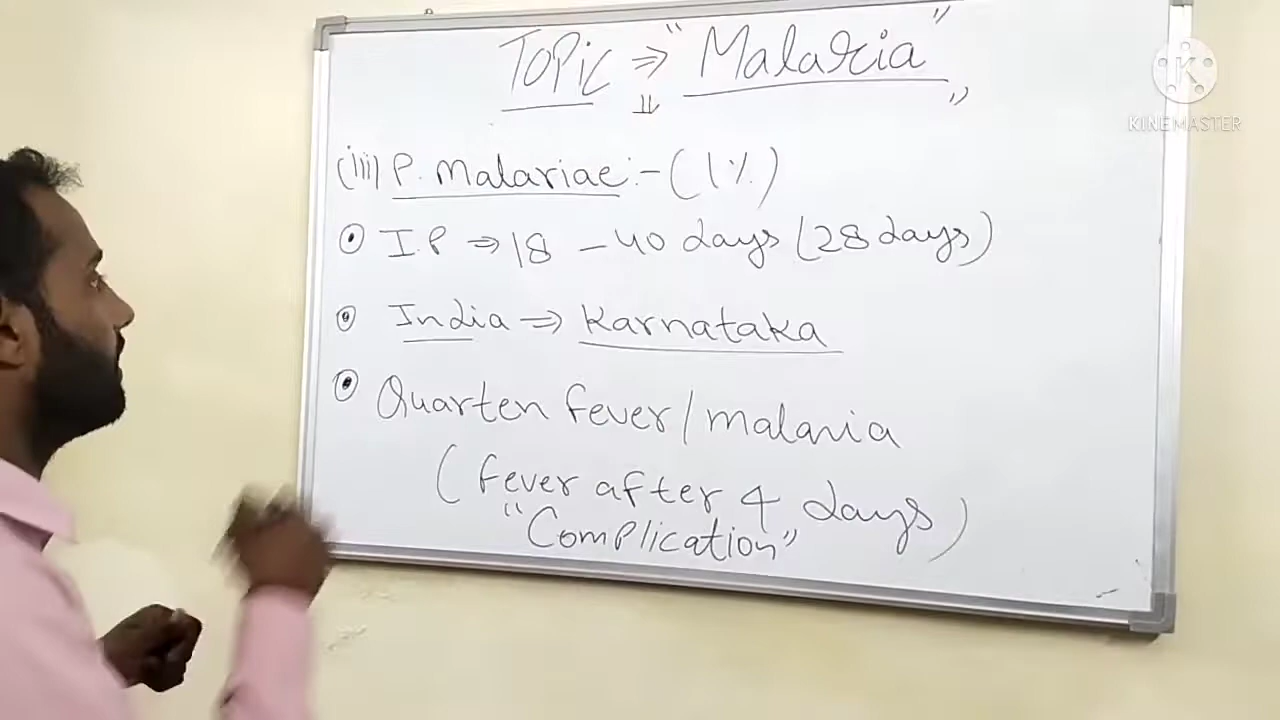 Topic ⇒ "Malaria"
(iii) P. Malariae:- (1%)
I.P ⇒ 18 - 40 days (28 days)
India ⇒ Karnataka
Quarten fever/malaria
(fever after 4 days)
"Complication"
KINEMASTER